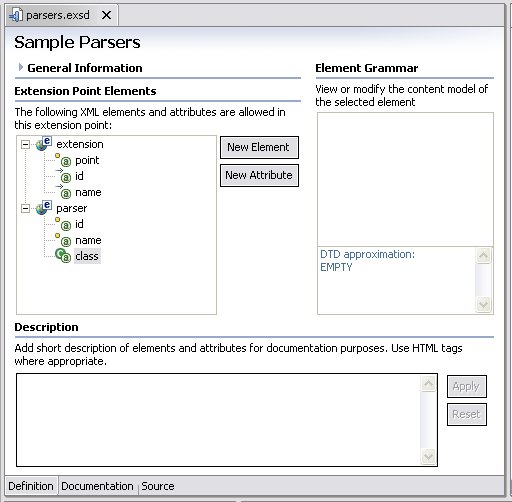 parsers.exsd
Sample Parsers
General Information
Extension Point Elements
The following XML elements and attributes are allowed in
this extension point:
extension
point
id
name
parser
id
name
class
New Element
New Attribute
Element Grammar
View or modify the content model of
the selected element
DTD approximation:
EMPTY
Description
Add short description of elements and attributes for documentation purposes. Use HTML tags
where appropriate.
Apply
Reset
Definition Documentation Source